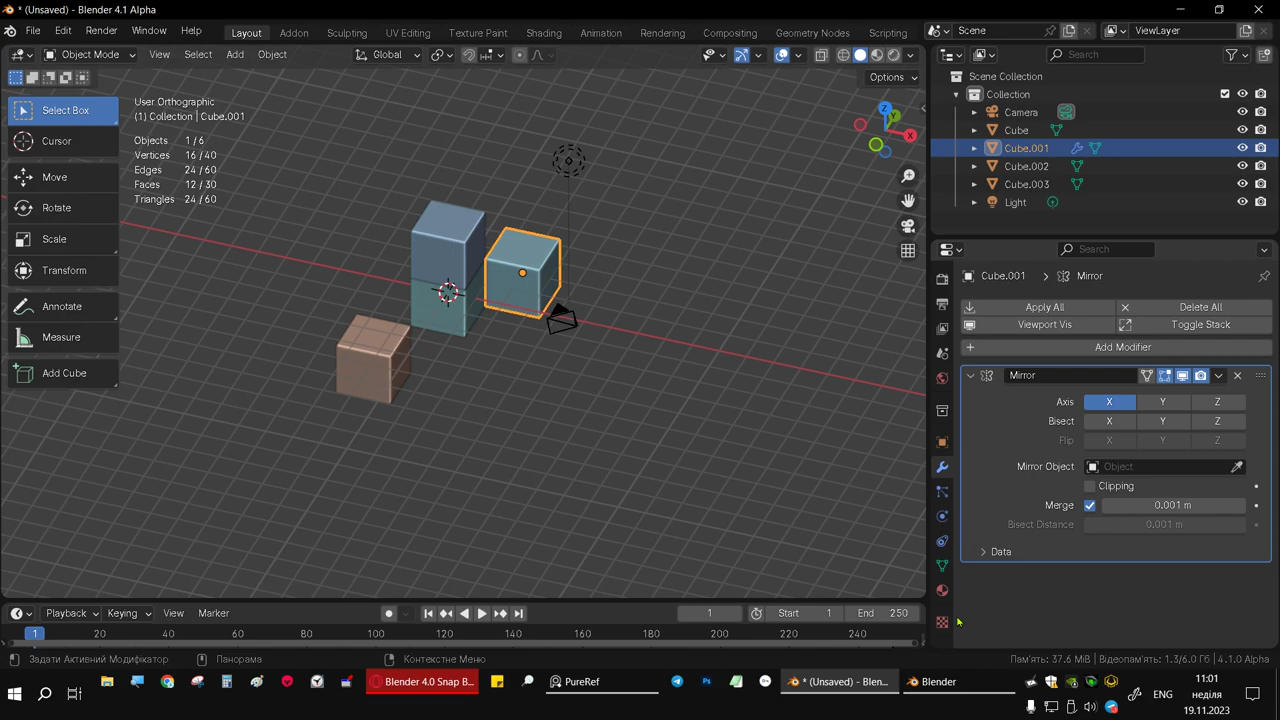 * (Unsaved) - Blender 4.1 Alpha
File Edit Render Window Help
Layout Addon Sculpting UV Editing Texture Paint Shading Animation Rendering Compositing Geometry Nodes Scripting
Scene
ViewLayer
Object Mode View Select Add Object Global
Search
Options
Select Box
Cursor
Move
Rotate
Scale
Transform
Annotate
Measure
Add Cube
User Orthographic
(1) Collection | Cube.001
Objects 1/6
Vertices 16/40
Edges 24/60
Faces 12/30
Triangles 24/60
Z
Y
X
Scene Collection
Collection
Camera
Cube
Cube.001
Cube.002
Cube.003
Light
Search
Cube.001 > Mirror
Apply All Delete All
Viewport Vis Toggle Stack
Add Modifier
Mirror
Axis X Y Z
Bisect X Y Z
Flip X Y Z
Mirror Object Object
Clipping
Merge 0.001 m
Bisect Distance 0.001 m
Data
Playback Keying View Marker
1
Start 1 End 250
1 20 40 60 80 100 120 140 160 180 200 220 240
Задати Активний Модифікатор Панорама Контекстне Меню
Пам'ять: 37.6 MiB | Відеопам'ять: 1.3/6.0 Гб | 4.1.0 Alpha
Blender 4.0 Snap B... PureRef * (Unsaved) - Blen... Blender
ENG
11:01
неділя
19.11.2023